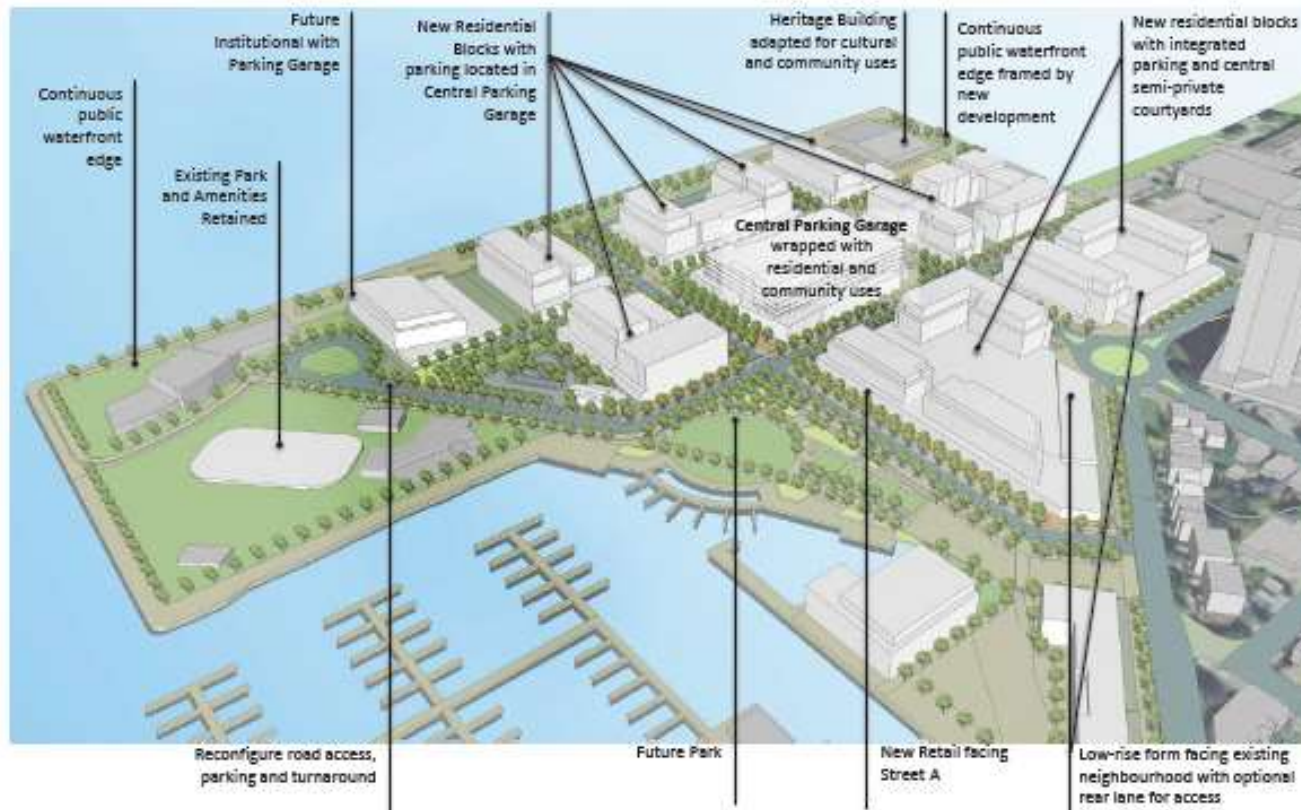 Future
Institutional with
Parking Garage
New Residential
Blocks with
parking located in
Central Parking
Garage
Heritage Building
adapted for cultural
and community uses
Continuous
public waterfront
edge framed by
new
development
New residential blocks
with integrated
parking and central
semi-private
courtyards
Continuous
public
waterfront
edge
Existing Park
and Amenities
Retained
Central Parking Garage
wrapped with
residential and
community uses
Reconfigure road access,
parking and turnaround
Future Park
New Retail facing
Street A
Low-rise form facing existing
neighbourhood with optional
rear lane for access